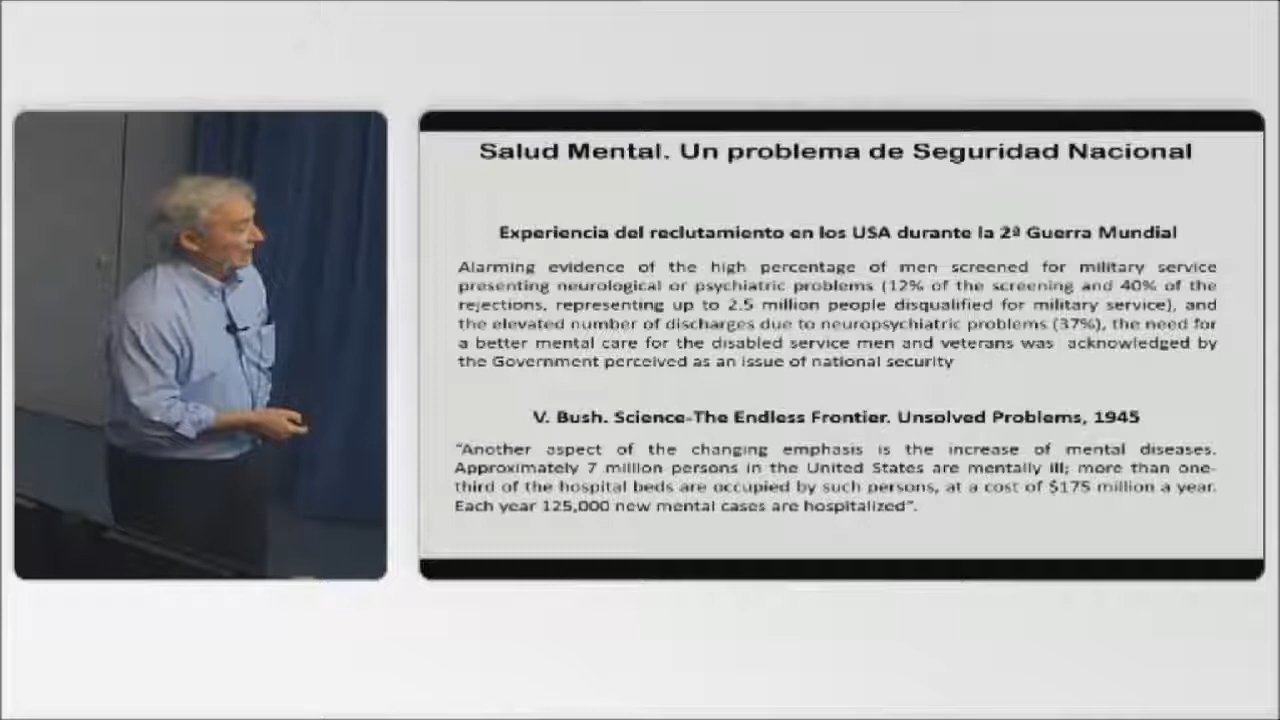 Salud Mental. Un problema de Seguridad Nacional
Experiencia del reclutamiento en los USA durante la 2ª Guerra Mundial
Alarming evidence of the high percentage of men screened for military service
presenting neurological or psychiatric problems (12% of the screening and 40% of the
rejections, representing up to 2.5 million people disqualified for military service), and
the elevated number of discharges due to neuropsychiatric problems (37%), the need for
a better mental care for the disabled service men and veterans was acknowledged by
the Government perceived as an issue of national security
V. Bush. Science-The Endless Frontier. Unsolved Problems, 1945
“Another aspect of the changing emphasis is the increase of mental diseases.
Approximately 7 million persons in the United States are mentally ill; more than one-
third of the hospital beds are occupied by such persons, at a cost of $175 million a year.
Each year 125,000 new mental cases are hospitalized”.